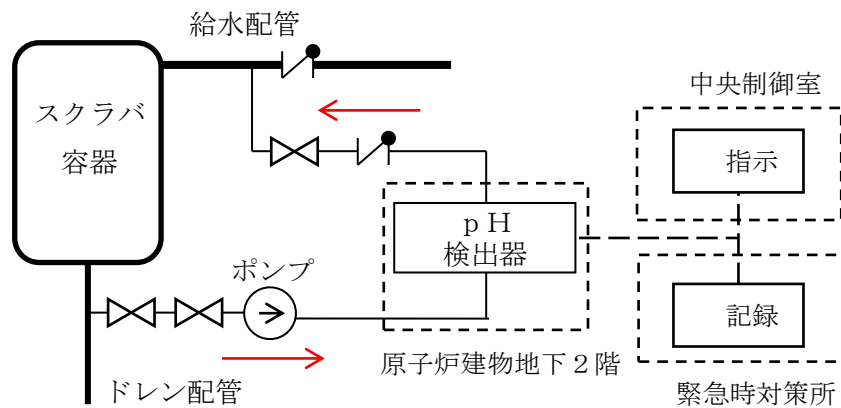 給水配管
スクラバ
容器
中央制御室
指示
ｐＨ
検出器
ポンプ
記録
原子炉建物地下２階
ドレン配管
緊急時対策所